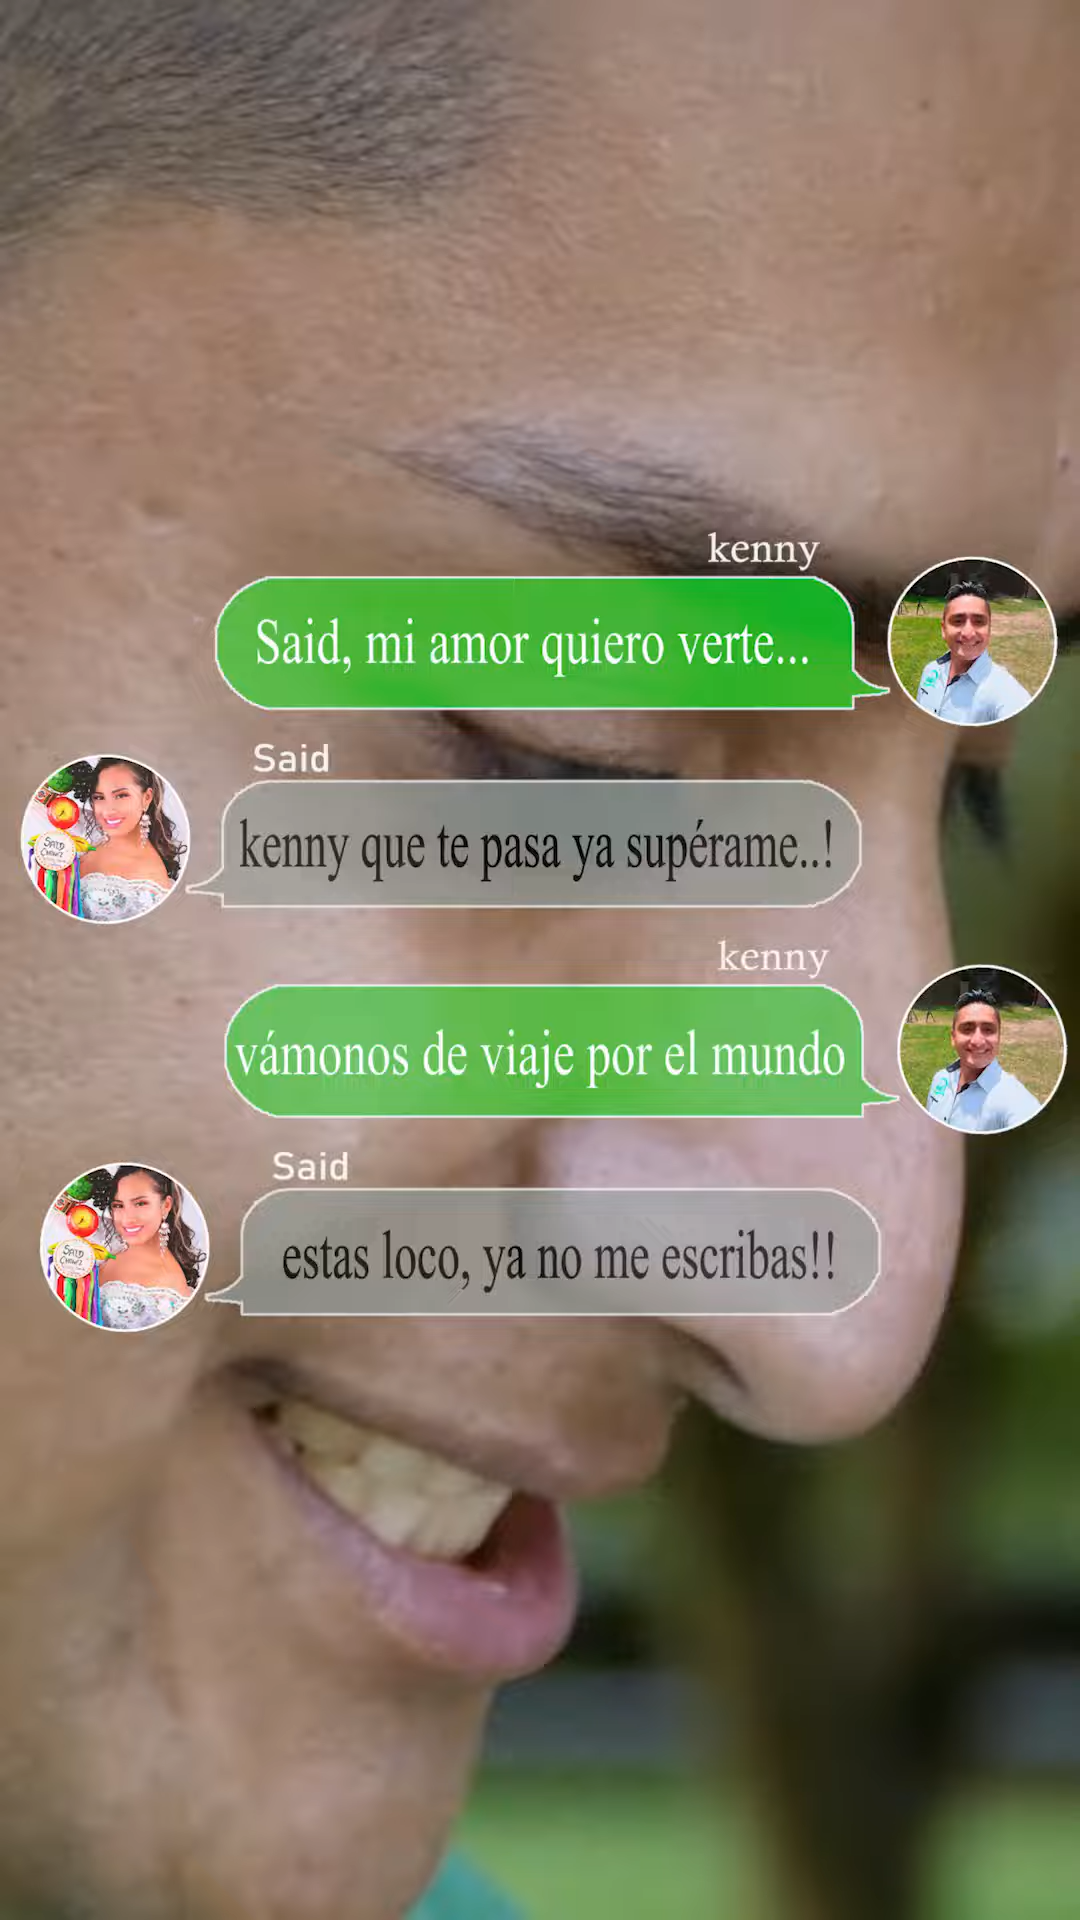 kenny
Said, mi amor quiero verte...
Said
kenny que te pasa ya supérame..!
kenny
vámonos de viaje por el mundo
Said
estas loco, ya no me escribas!!